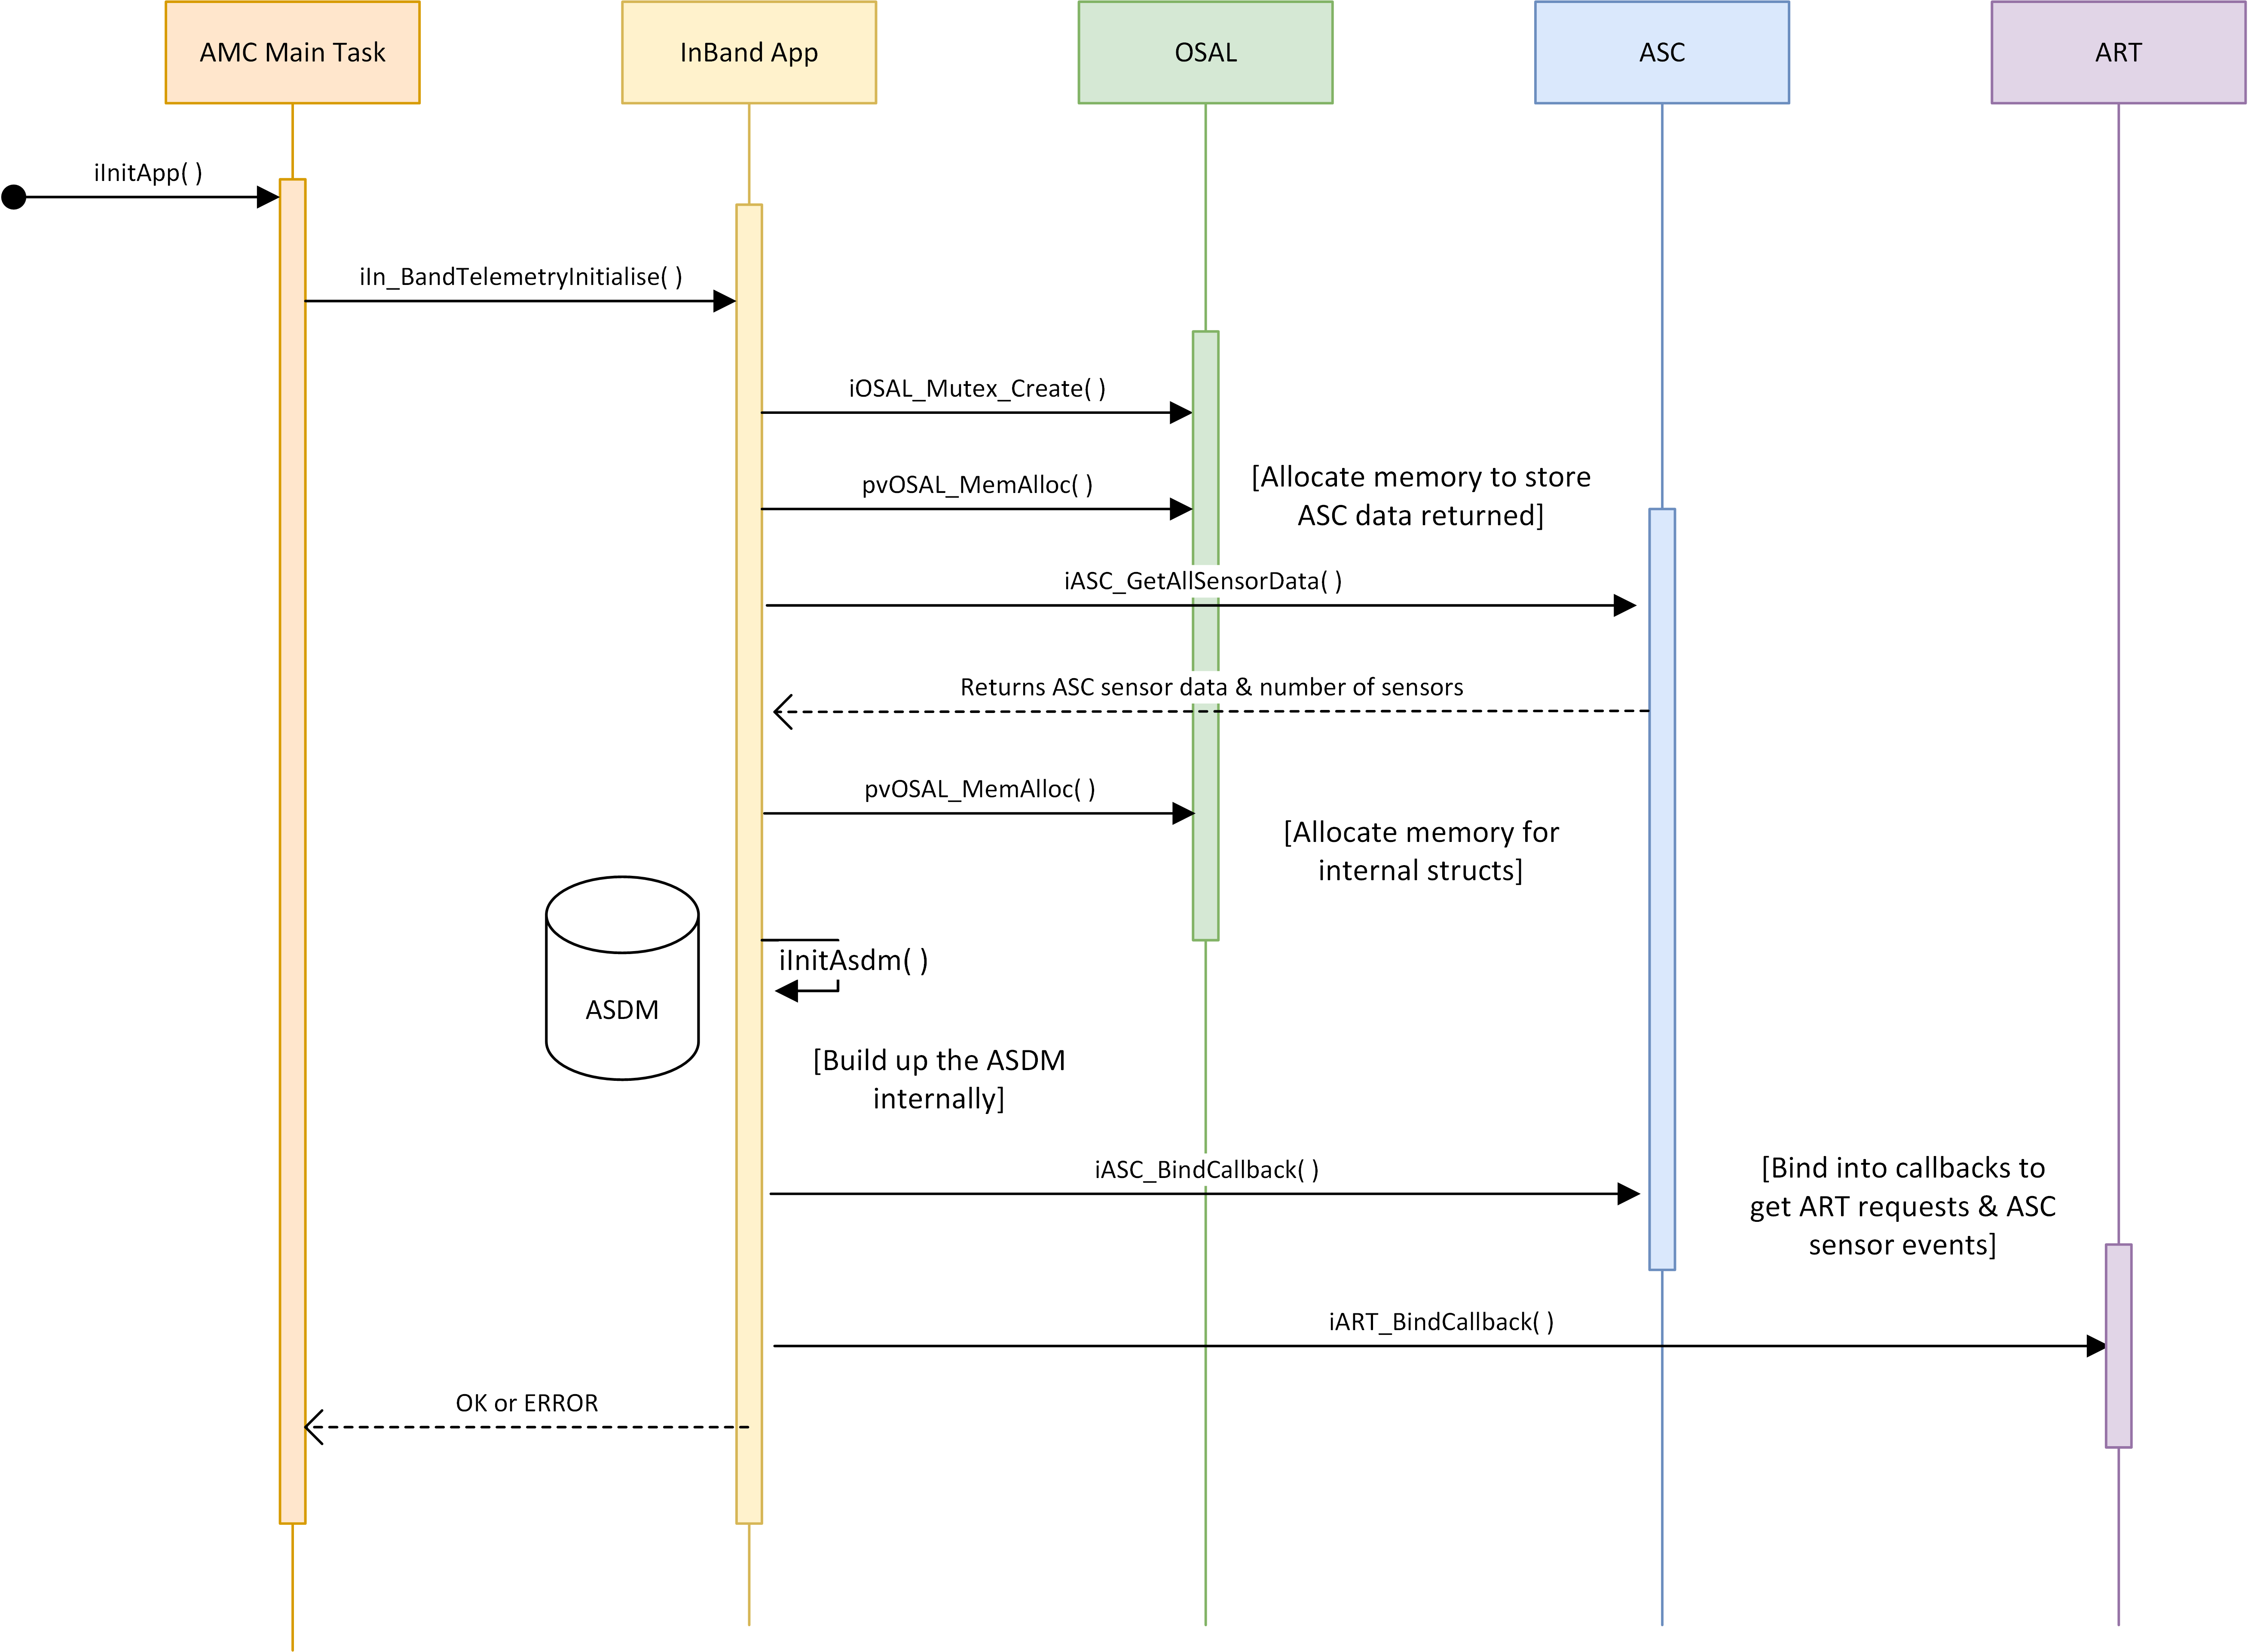 AMC Main Task
InBand App
OSAL
ASC
ART
iInitApp( )
iIn_BandTelemetryInitialise( )
iOSAL_Mutex_Create( )
pvOSAL_MemAlloc( )
[Allocate memory to store
ASC data returned]
iASC_GetAllSensorData( )
Returns ASC sensor data & number of sensors
pvOSAL_MemAlloc( )
[Allocate memory for
internal structs]
iInitAsdm( )
ASDM
[Build up the ASDM
internally]
iASC_BindCallback( )
[Bind into callbacks to
get ART requests & ASC
sensor events]
iART_BindCallback( )
OK or ERROR